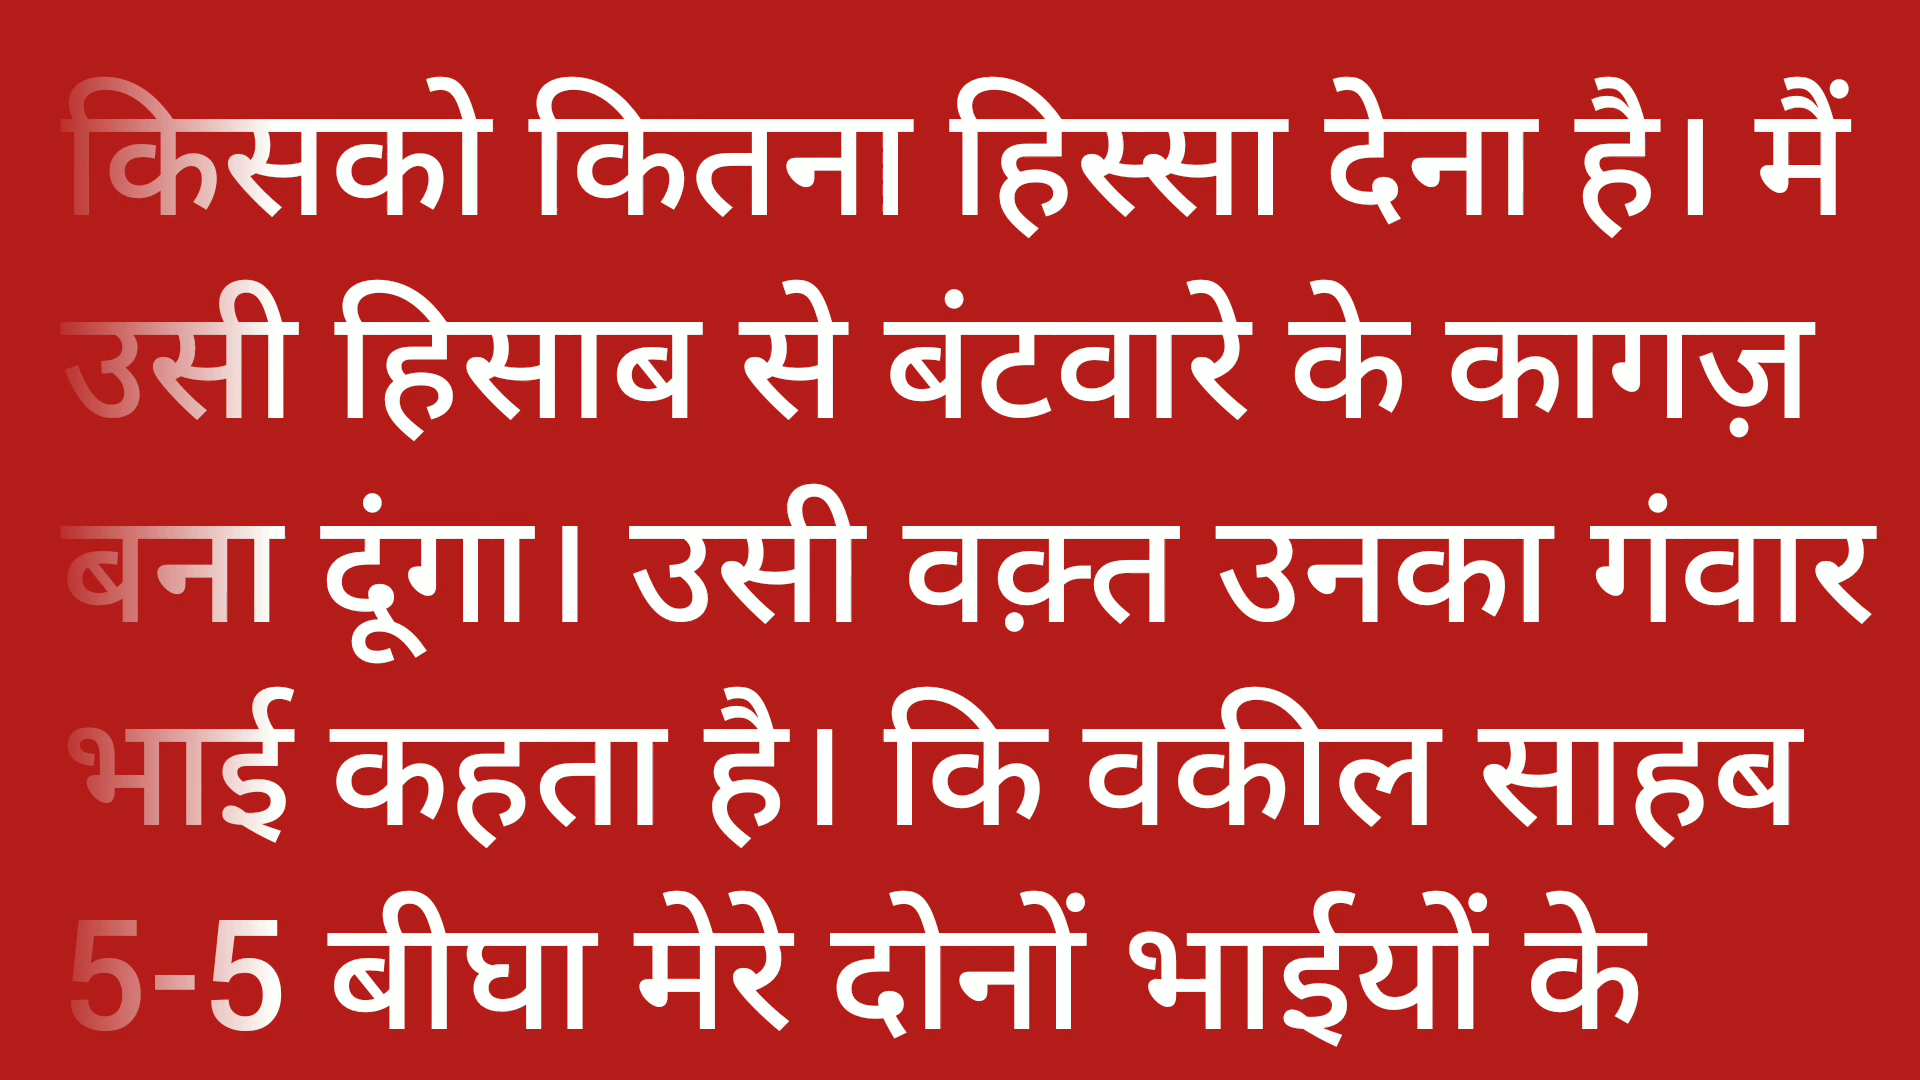 किसको कितना हिस्सा देना है। मैं
उसी हिसाब से बंटवारे के कागज़
बना दूंगा। उसी वक़्त उनका गंवार
भाई कहता है। कि वकील साहब
5-5 बीघा मेरे दोनों भाईयों के